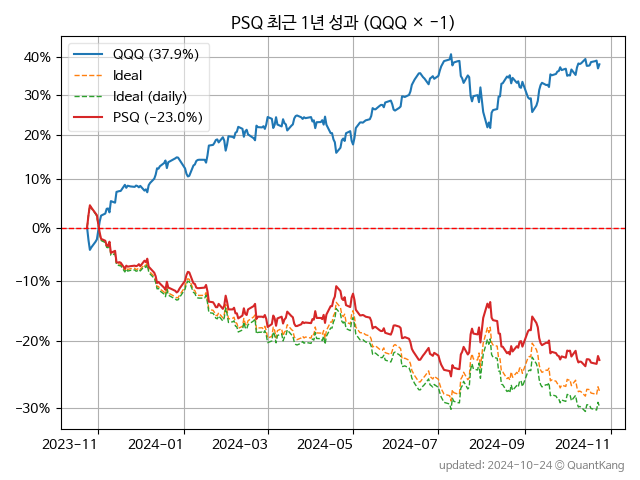 PSQ 최근 1년 성과 (QQQ × −1)
QQQ (37.9%)
Ideal
Ideal (daily)
PSQ (−23.0%)
40%
30%
20%
10%
0%
−10%
−20%
−30%
2023−11 2024−01 2024−03 2024−05 2024−07 2024−09 2024−11
updated: 2024-10-24 © QuantKang